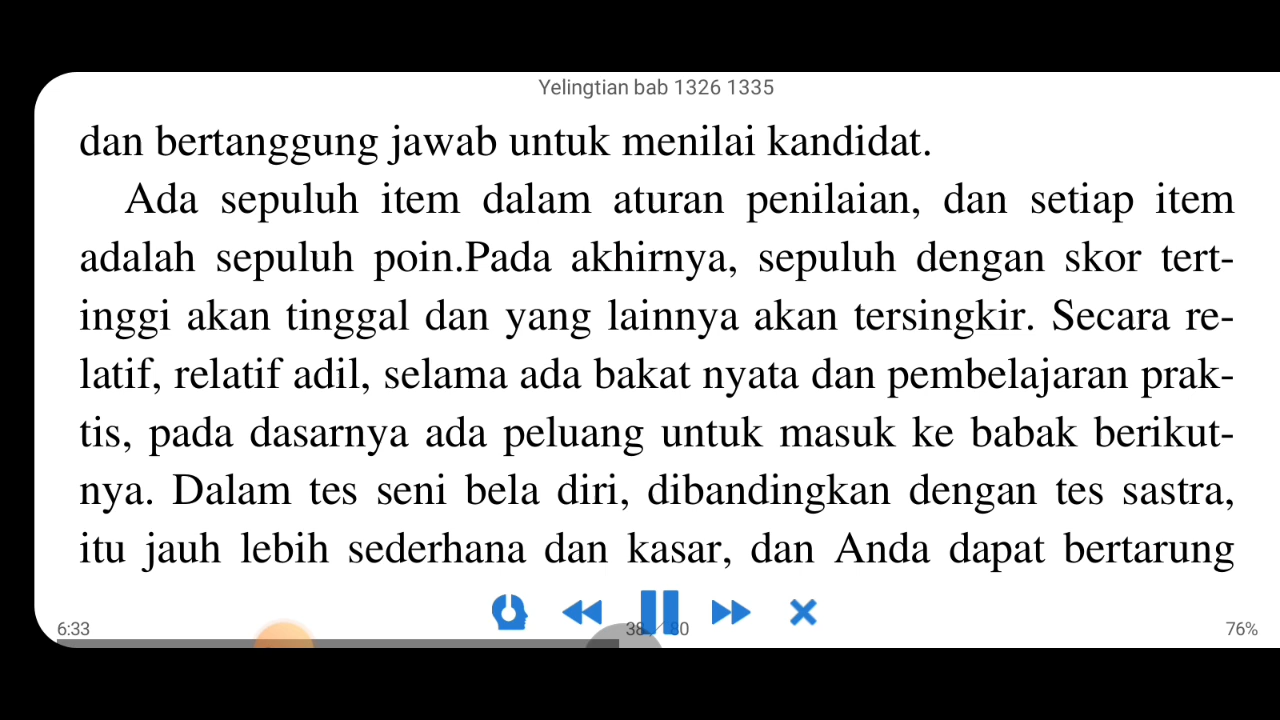 Yelingtian bab 1326 1335
dan bertanggung jawab untuk menilai kandidat.
Ada sepuluh item dalam aturan penilaian, dan setiap item
adalah sepuluh poin.Pada akhirnya, sepuluh dengan skor tert-
inggi akan tinggal dan yang lainnya akan tersingkir. Secara re-
latif, relatif adil, selama ada bakat nyata dan pembelajaran prak-
tis, pada dasarnya ada peluang untuk masuk ke babak berikut-
nya. Dalam tes seni bela diri, dibandingkan dengan tes sastra,
itu jauh lebih sederhana dan kasar, dan Anda dapat bertarung
6:33 38 / 80 76%